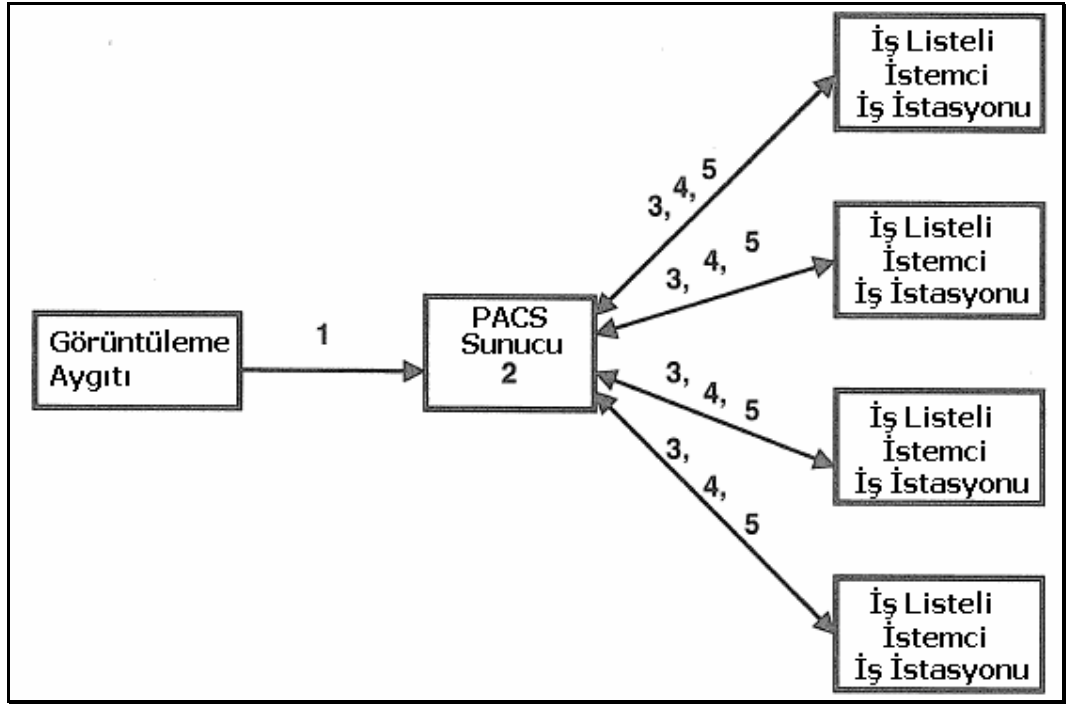 Görüntüleme
Aygıtı
1
PACS
Sunucu
2
3, 4, 5
İş Listeli
İstemci
İş İstasyonu
3, 4, 5
İş Listeli
İstemci
İş İstasyonu
3, 4, 5
İş Listeli
İstemci
İş İstasyonu
3, 4, 5
İş Listeli
İstemci
İş İstasyonu